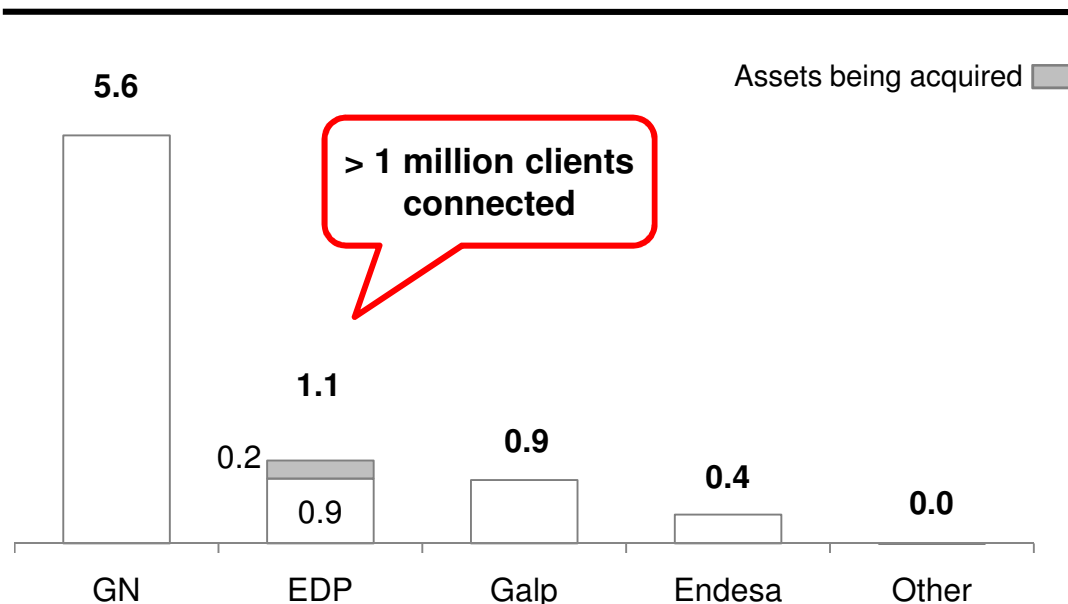 Assets being acquired
5.6
> 1 million clients
connected
1.1
0.2
0.9
0.9
0.4
0.0
GN
EDP
Galp
Endesa
Other